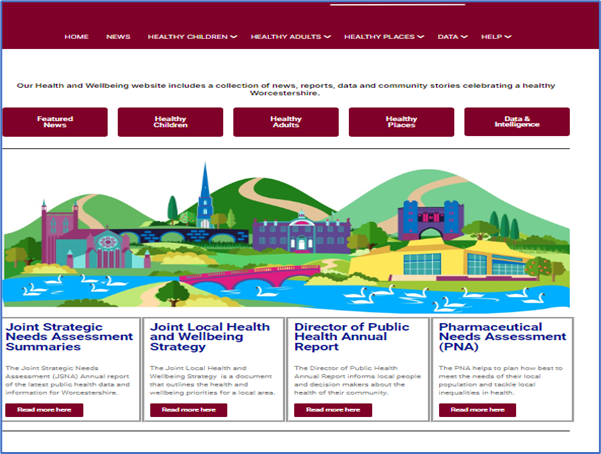 HOME NEWS HEALTHY CHILDREN HEALTHY ADULTS HEALTHY PLACES DATA HELP
Our Health and Wellbeing website includes a collection of news, reports, data and community stories celebrating a healthy
Worcestershire.
Featured
News
Healthy
Children
Healthy
Adults
Healthy
Places
Data &
Intelligence
Joint Strategic
Needs Assessment
Summaries
The Joint Strategic Needs
Assessment (JSNA) Annual report
of the latest public health data and
information for Worcestershire.
Read more here
Joint Local Health
and Wellbeing
Strategy
The Joint Local Health and
Wellbeing Strategy is a document
that outlines the health and
wellbeing priorities for a local area.
Read more here
Director of Public
Health Annual
Report
The Director of Public Health
Annual Report informs local people
and decision makers about the
health of their community.
Read more here
Pharmaceutical
Needs Assessment
(PNA)
The PNA helps to plan how best to
meet the needs of their local
population and tackle local
inequalities in health.
Read more here